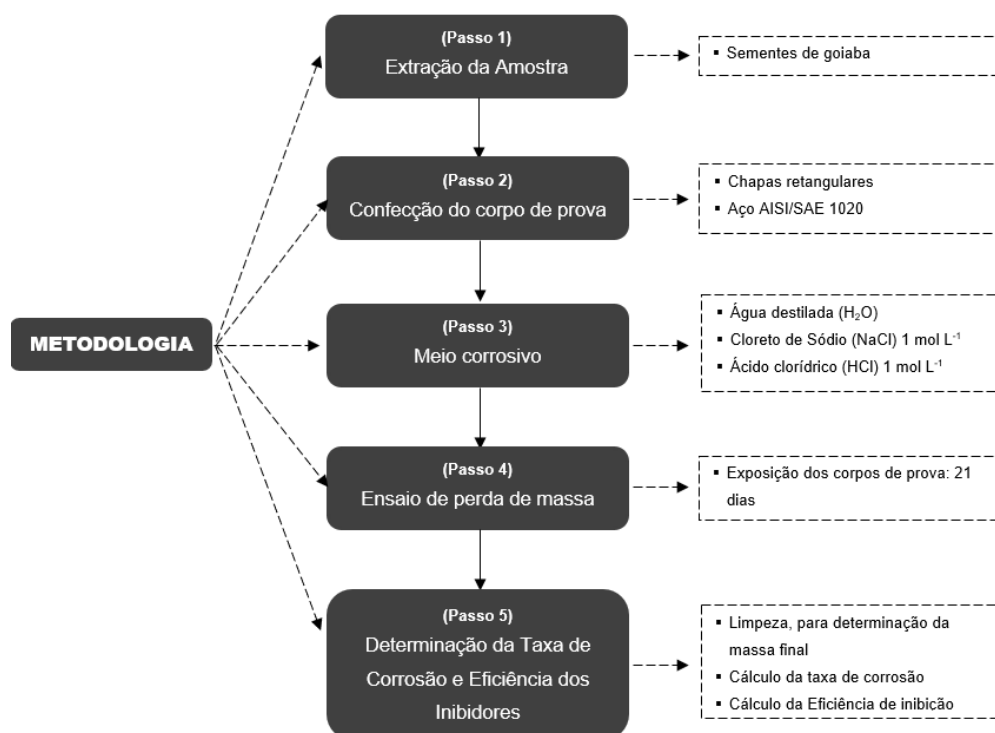 (Passo 1)
Extração da Amostra
▪ Sementes de goiaba
(Passo 2)
Confecção do corpo de prova
▪ Chapas retangulares
▪ Aço AISI/SAE 1020
METODOLOGIA
(Passo 3)
Meio corrosivo
▪ Água destilada (H₂O)
▪ Cloreto de Sódio (NaCl) 1 mol L⁻¹
▪ Ácido clorídrico (HCl) 1 mol L⁻¹
(Passo 4)
Ensaio de perda de massa
▪ Exposição dos corpos de prova: 21
dias
(Passo 5)
Determinação da Taxa de
Corrosão e Eficiência dos
Inibidores
▪ Limpeza, para determinação da
massa final
▪ Cálculo da taxa de corrosão
▪ Cálculo da Eficiência de inibição